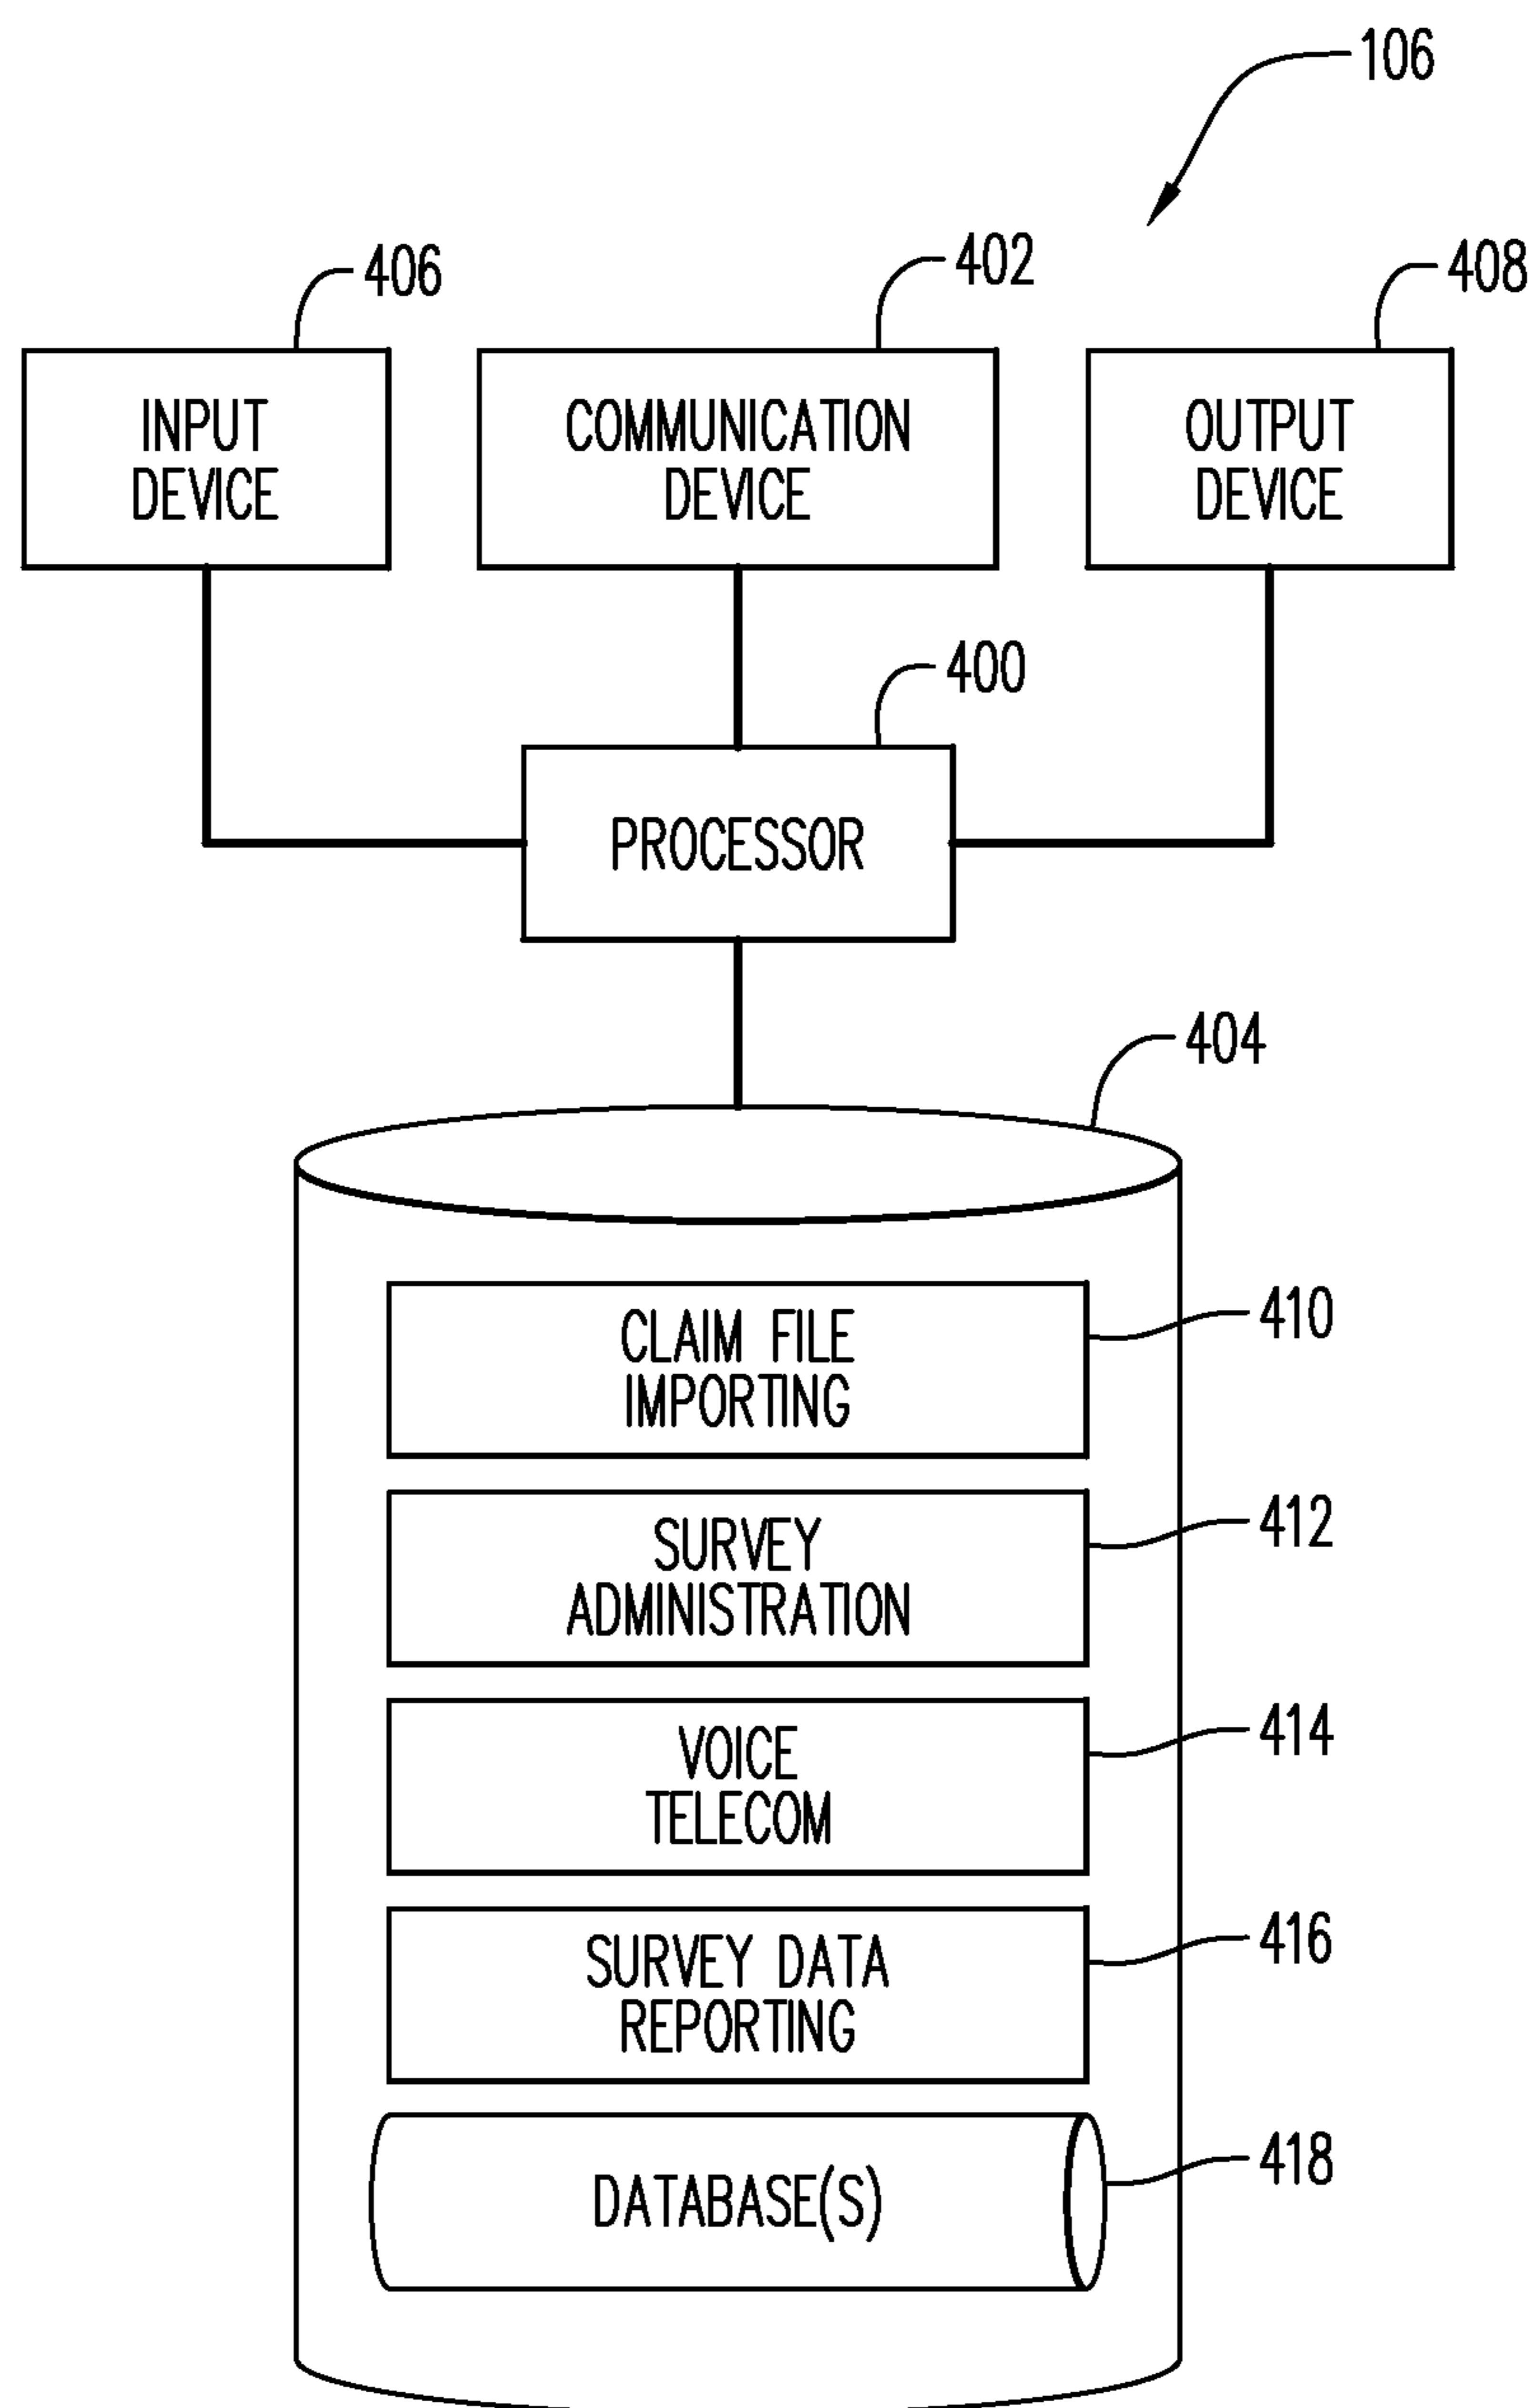 106
406
402
408
INPUT
DEVICE
COMMUNICATION
DEVICE
OUTPUT
DEVICE
400
PROCESSOR
404
CLAIM FILE
IMPORTING
410
SURVEY
ADMINISTRATION
412
VOICE
TELECOM
414
SURVEY DATA
REPORTING
416
DATABASE(S)
418